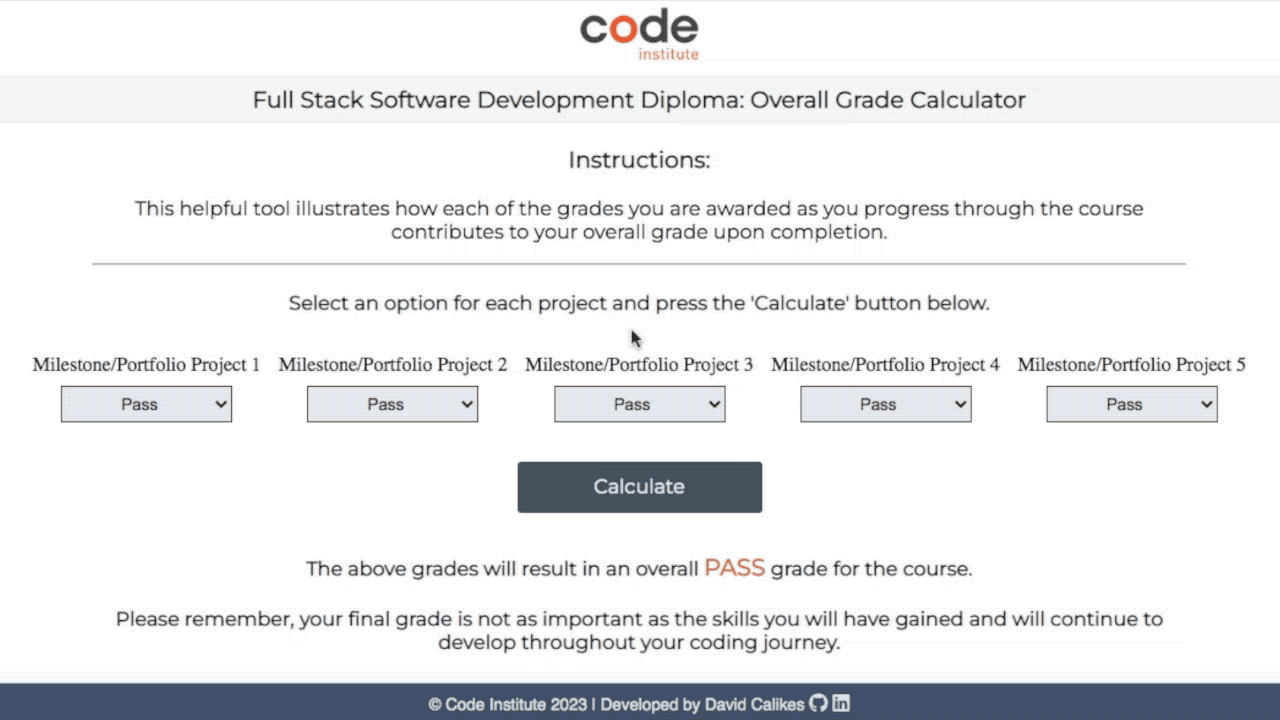 code
institute
Full Stack Software Development Diploma: Overall Grade Calculator
Instructions:
This helpful tool illustrates how each of the grades you are awarded as you progress through the course
contributes to your overall grade upon completion.
Select an option for each project and press the 'Calculate' button below.
Milestone/Portfolio Project 1 Milestone/Portfolio Project 2 Milestone/Portfolio Project 3 Milestone/Portfolio Project 4 Milestone/Portfolio Project 5
Pass Pass Pass Pass Pass
Calculate
The above grades will result in an overall PASS grade for the course.
Please remember, your final grade is not as important as the skills you will have gained and will continue to
develop throughout your coding journey.
© Code Institute 2023 | Developed by David Calikes